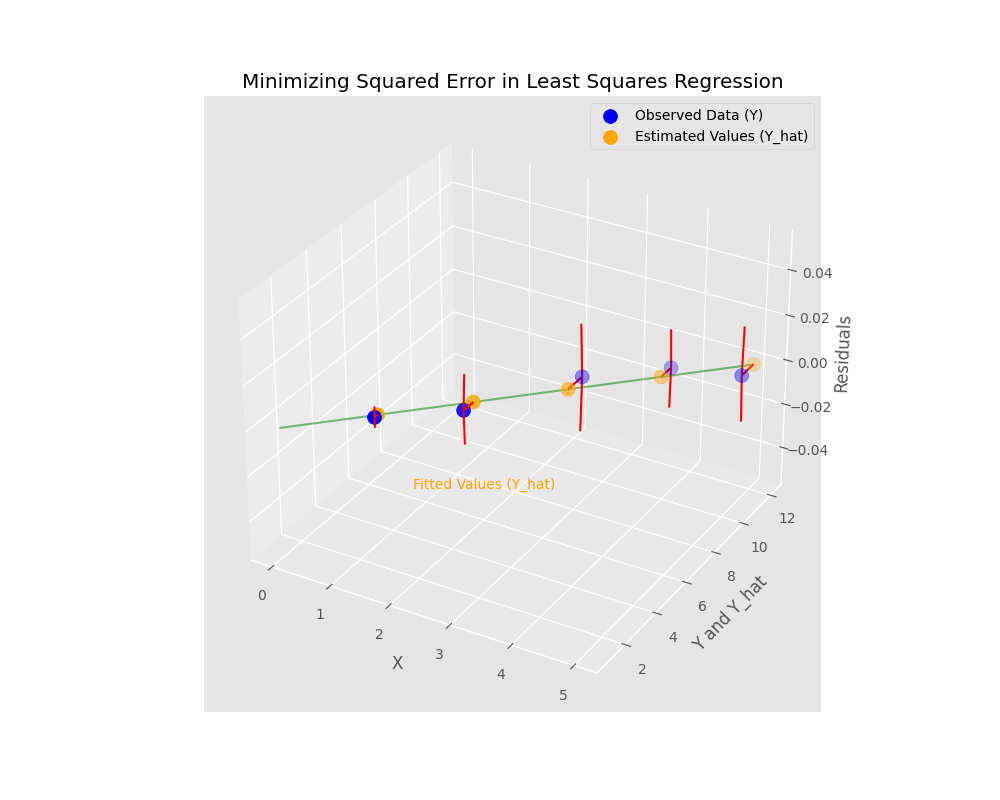 Minimizing Squared Error in Least Squares Regression
Observed Data (Y)
Estimated Values (Y_hat)
0.04
0.02
0.00
−0.02
−0.04
Residuals
Fitted Values (Y_hat)
12
10
8
6
4
2
Y and Y_hat
0
1
2
3
4
5
X